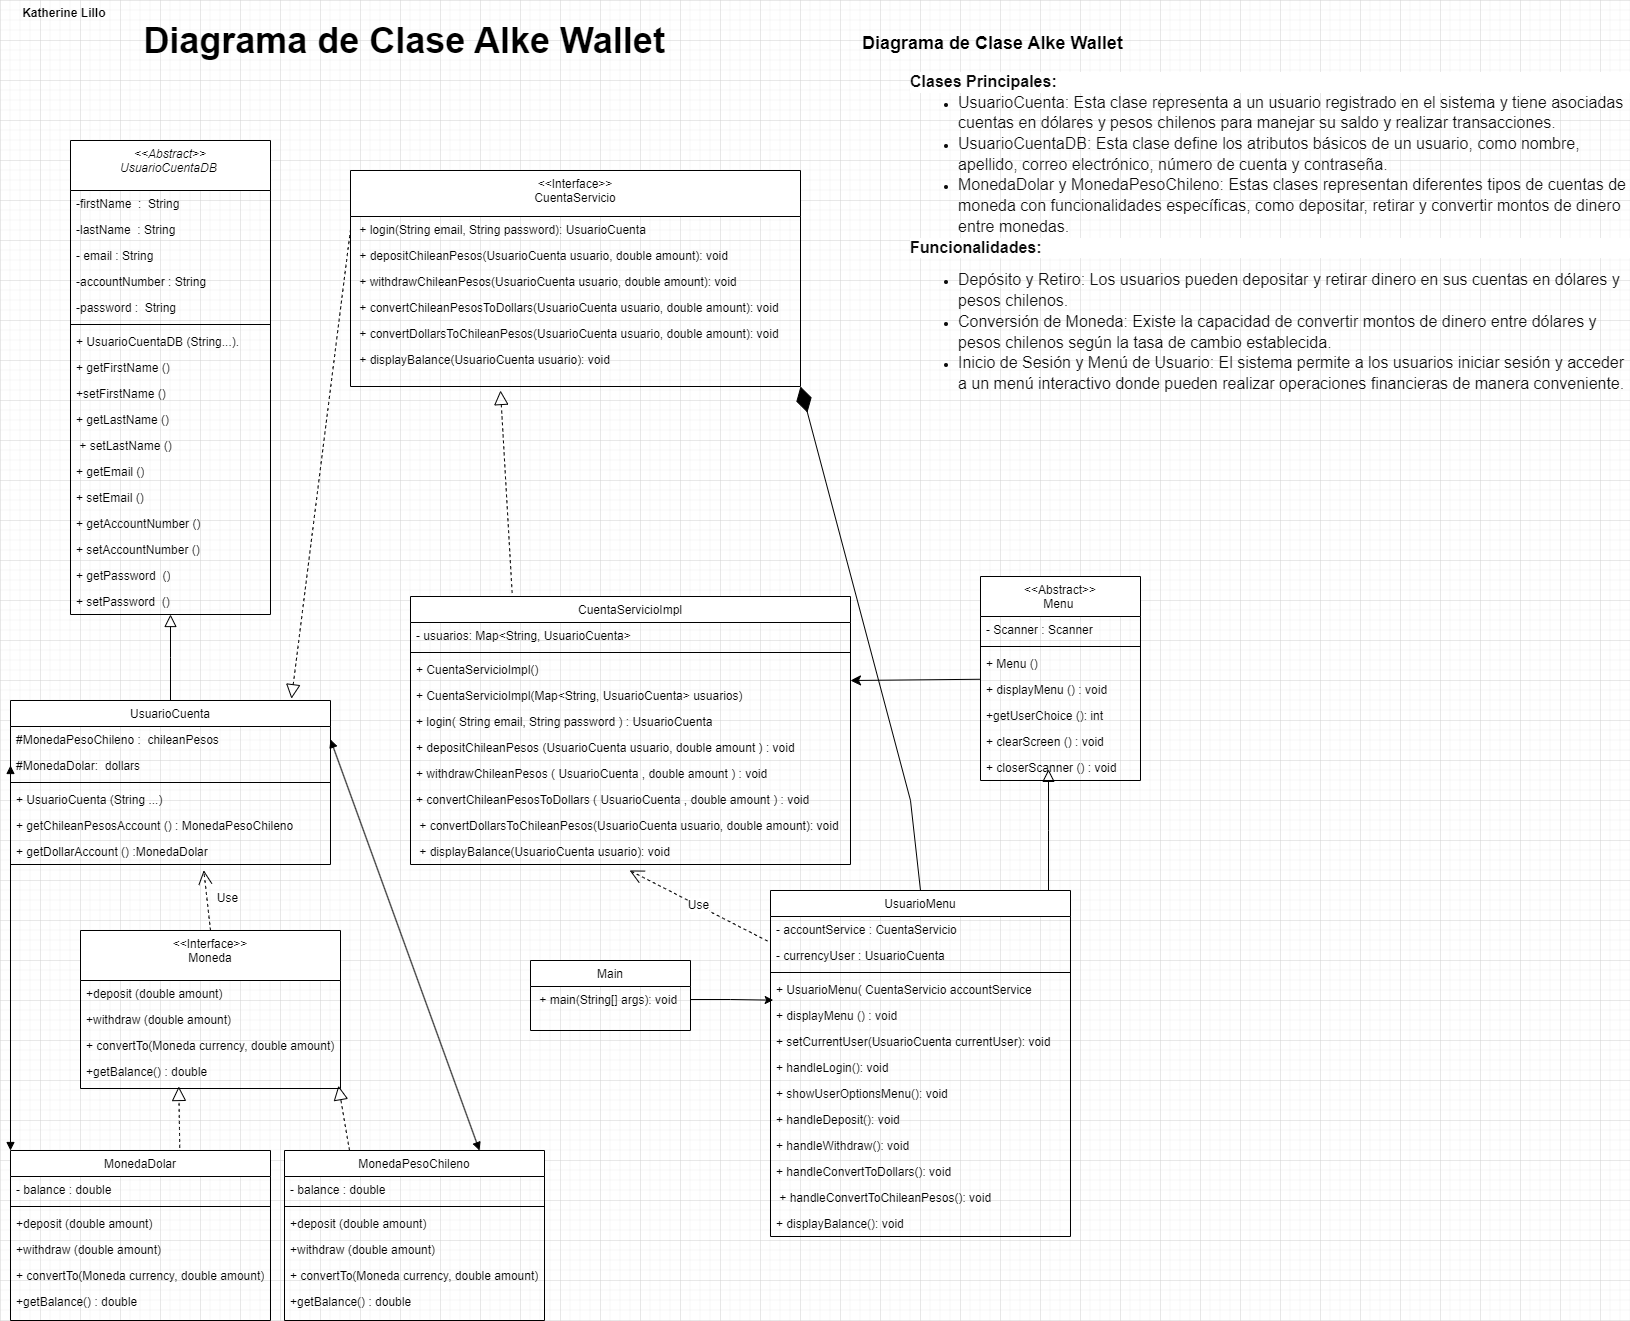 Katherine Lillo
Diagrama de Clase Alke Wallet
Diagrama de Clase Alke Wallet
Clases Principales:
• UsuarioCuenta: Esta clase representa a un usuario registrado en el sistema y tiene asociadas
cuentas en dólares y pesos chilenos para manejar su saldo y realizar transacciones.
• UsuarioCuentaDB: Esta clase define los atributos básicos de un usuario, como nombre,
apellido, correo electrónico, número de cuenta y contraseña.
• MonedaDolar y MonedaPesoChileno: Estas clases representan diferentes tipos de cuentas de
moneda con funcionalidades específicas, como depositar, retirar y convertir montos de dinero
entre monedas.
Funcionalidades:
• Depósito y Retiro: Los usuarios pueden depositar y retirar dinero en sus cuentas en dólares y
pesos chilenos.
• Conversión de Moneda: Existe la capacidad de convertir montos de dinero entre dólares y
pesos chilenos según la tasa de cambio establecida.
• Inicio de Sesión y Menú de Usuario: El sistema permite a los usuarios iniciar sesión y acceder
a un menú interactivo donde pueden realizar operaciones financieras de manera conveniente.
<<Abstract>>
UsuarioCuentaDB
-firstName : String
-lastName : String
- email : String
-accountNumber : String
-password : String
+ UsuarioCuentaDB (String...).
+ getFirstName ()
+setFirstName ()
+ getLastName ()
+ setLastName ()
+ getEmail ()
+ setEmail ()
+ getAccountNumber ()
+ setAccountNumber ()
+ getPassword ()
+ setPassword ()
<<Interface>>
CuentaServicio
+ login(String email, String password): UsuarioCuenta
+ depositChileanPesos(UsuarioCuenta usuario, double amount): void
+ withdrawChileanPesos(UsuarioCuenta usuario, double amount): void
+ convertChileanPesosToDollars(UsuarioCuenta usuario, double amount): void
+ convertDollarsToChileanPesos(UsuarioCuenta usuario, double amount): void
+ displayBalance(UsuarioCuenta usuario): void
CuentaServicioImpl
- usuarios: Map<String, UsuarioCuenta>
+ CuentaServicioImpl()
+ CuentaServicioImpl(Map<String, UsuarioCuenta> usuarios)
+ login( String email, String password ) : UsuarioCuenta
+ depositChileanPesos (UsuarioCuenta usuario, double amount ) : void
+ withdrawChileanPesos ( UsuarioCuenta , double amount ) : void
+ convertChileanPesosToDollars ( UsuarioCuenta , double amount ) : void
+ convertDollarsToChileanPesos(UsuarioCuenta usuario, double amount): void
+ displayBalance(UsuarioCuenta usuario): void
<<Abstract>>
Menu
- Scanner : Scanner
+ Menu ()
+ displayMenu () : void
+getUserChoice (): int
+ clearScreen () : void
+ closerScanner () : void
UsuarioCuenta
#MonedaPesoChileno : chileanPesos
#MonedaDolar: dollars
+ UsuarioCuenta (String ...)
+ getChileanPesosAccount () : MonedaPesoChileno
+ getDollarAccount () :MonedaDolar
Use
Use
<<Interface>>
Moneda
+deposit (double amount)
+withdraw (double amount)
+ convertTo(Moneda currency, double amount)
+getBalance() : double
Main
+ main(String[] args): void
UsuarioMenu
- accountService : CuentaServicio
- currencyUser : UsuarioCuenta
+ UsuarioMenu( CuentaServicio accountService
+ displayMenu () : void
+ setCurrentUser(UsuarioCuenta currentUser): void
+ handleLogin(): void
+ showUserOptionsMenu(): void
+ handleDeposit(): void
+ handleWithdraw(): void
+ handleConvertToDollars(): void
+ handleConvertToChileanPesos(): void
+ displayBalance(): void
MonedaDolar
- balance : double
+deposit (double amount)
+withdraw (double amount)
+ convertTo(Moneda currency, double amount)
+getBalance() : double
MonedaPesoChileno
- balance : double
+deposit (double amount)
+withdraw (double amount)
+ convertTo(Moneda currency, double amount)
+getBalance() : double